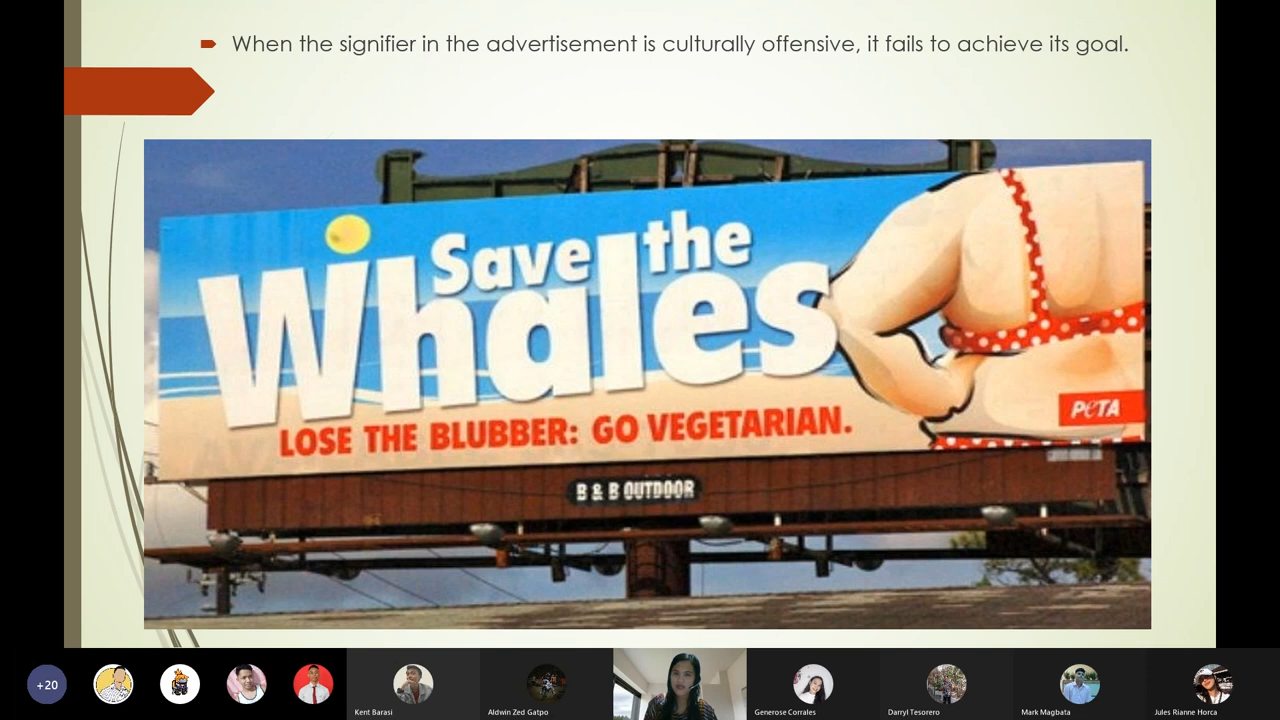 When the signifier in the advertisement is culturally offensive, it fails to achieve its goal.
Save the
Whales
LOSE THE BLUBBER: GO VEGETARIAN.
PeTA
B & B OUTDOOR
+20
Kent Barasi
Aldwin Zed Gatpo
Generose Corrales
Darryl Tesorero
Mark Magbata
Jules Rianne Horca